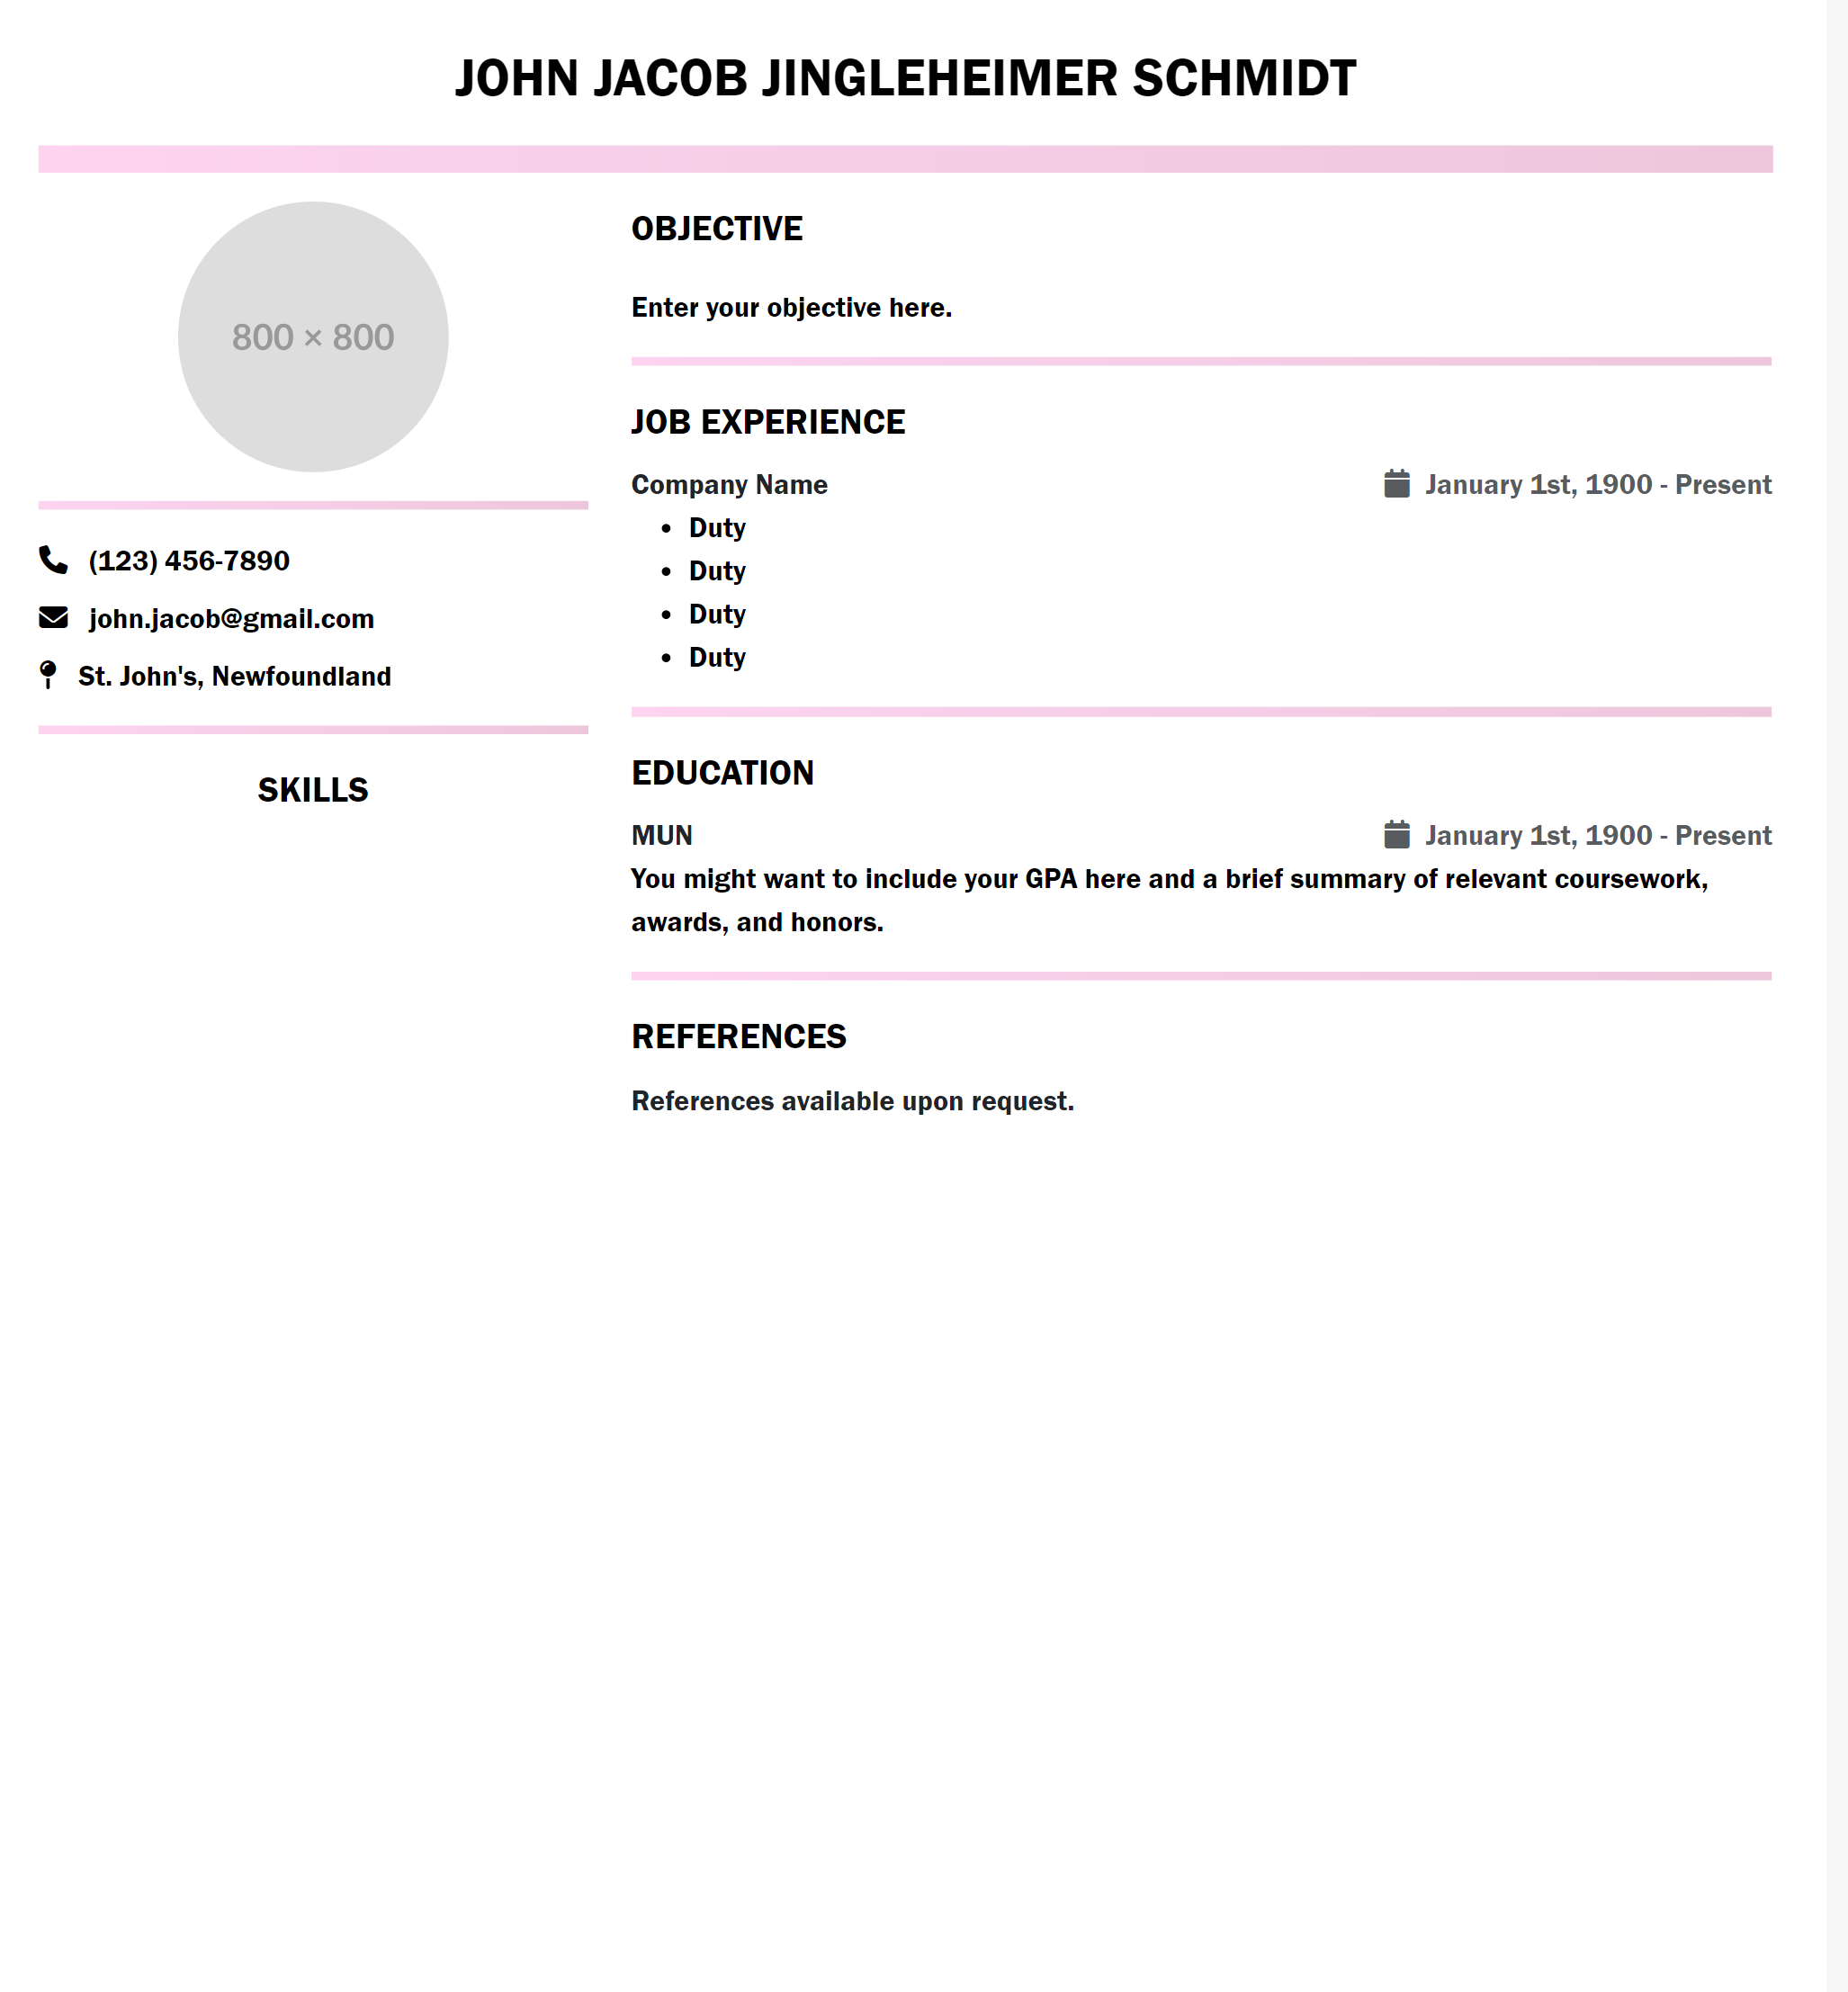 JOHN JACOB JINGLEHEIMER SCHMIDT
800 × 800
(123) 456-7890
john.jacob@gmail.com
St. John's, Newfoundland
SKILLS
OBJECTIVE
Enter your objective here.
JOB EXPERIENCE
Company Name January 1st, 1900 - Present
• Duty
• Duty
• Duty
• Duty
EDUCATION
MUN January 1st, 1900 - Present
You might want to include your GPA here and a brief summary of relevant coursework,
awards, and honors.
REFERENCES
References available upon request.